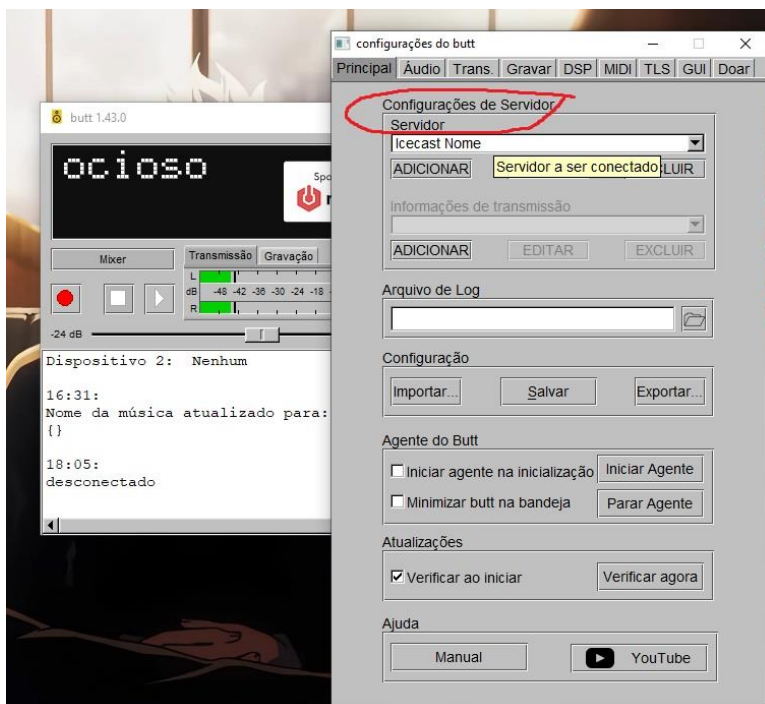 configurações do butt
Principal Áudio Trans. Gravar DSP MIDI TLS GUI Doar
Configurações de Servidor
Servidor
Icecast Nome
ADICIONAR
Servidor a ser conectado
Informações de transmissão
ADICIONAR EDITAR EXCLUIR
Arquivo de Log
Configuração
Importar... Salvar Exportar...
Agente do Butt
Iniciar agente na inicialização Iniciar Agente
Minimizar butt na bandeja Parar Agente
Atualizações
Verificar ao iniciar Verificar agora
Ajuda
Manual YouTube
butt 1.43.0
ocioso
Mixer Transmissão Gravação
L
dB -48 -42 -36 -30 -24 -18
R
-24 dB
Dispositivo 2: Nenhum
16:31:
Nome da música atualizado para:
{}
18:05:
desconectado